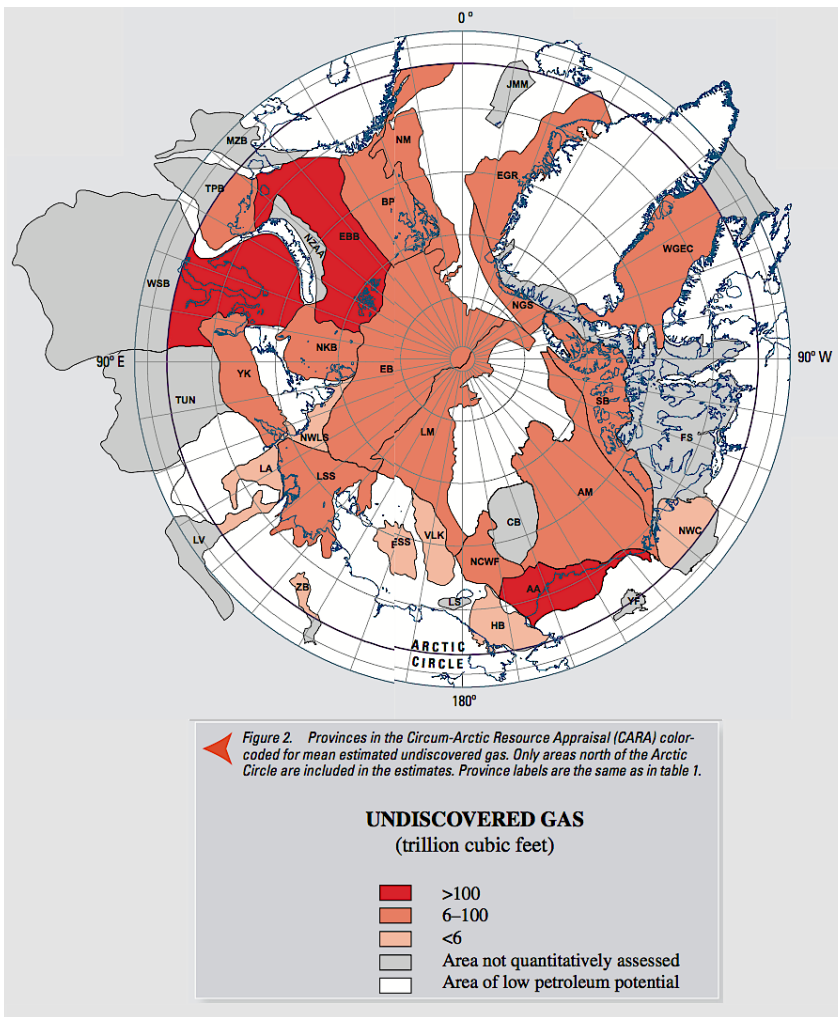 0°
JMM
MZB
NM
TPB
EGR
BP
EBB
NZAA
WGEC
WSB
NGS
NKB
90° E
90° W
EB
YK
TUN
SB
LM
NWLS
FS
LA
LSS
AM
CB
NWC
VLK
ESS
LV
NCWF
ZB
AA
LS
YF
HB
ARCTIC
CIRCLE
180°
Figure 2. Provinces in the Circum-Arctic Resource Appraisal (CARA) color-
coded for mean estimated undiscovered gas. Only areas north of the Arctic
Circle are included in the estimates. Province labels are the same as in table 1.
UNDISCOVERED GAS
(trillion cubic feet)
>100
6–100
<6
Area not quantitatively assessed
Area of low petroleum potential